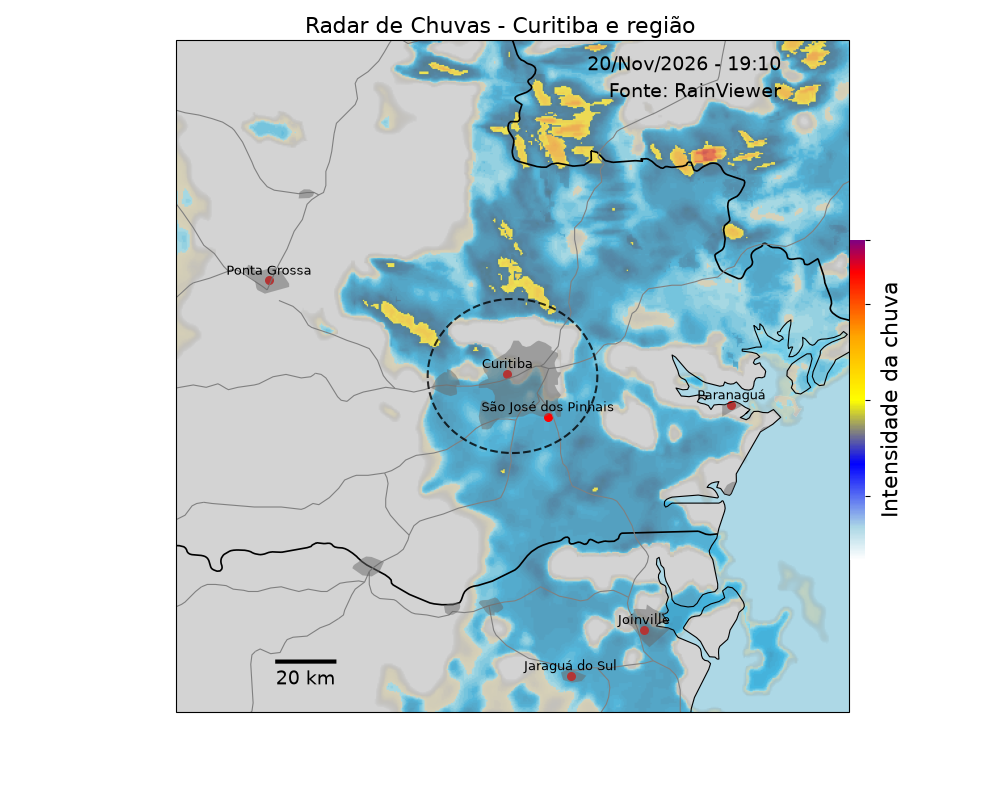 Radar de Chuvas - Curitiba e região
20/Nov/2026 - 19:10
Fonte: RainViewer
Ponta Grossa
Curitiba
Paranaguá
São José dos Pinhais
Intensidade da chuva
Joinville
Jaraguá do Sul
20 km